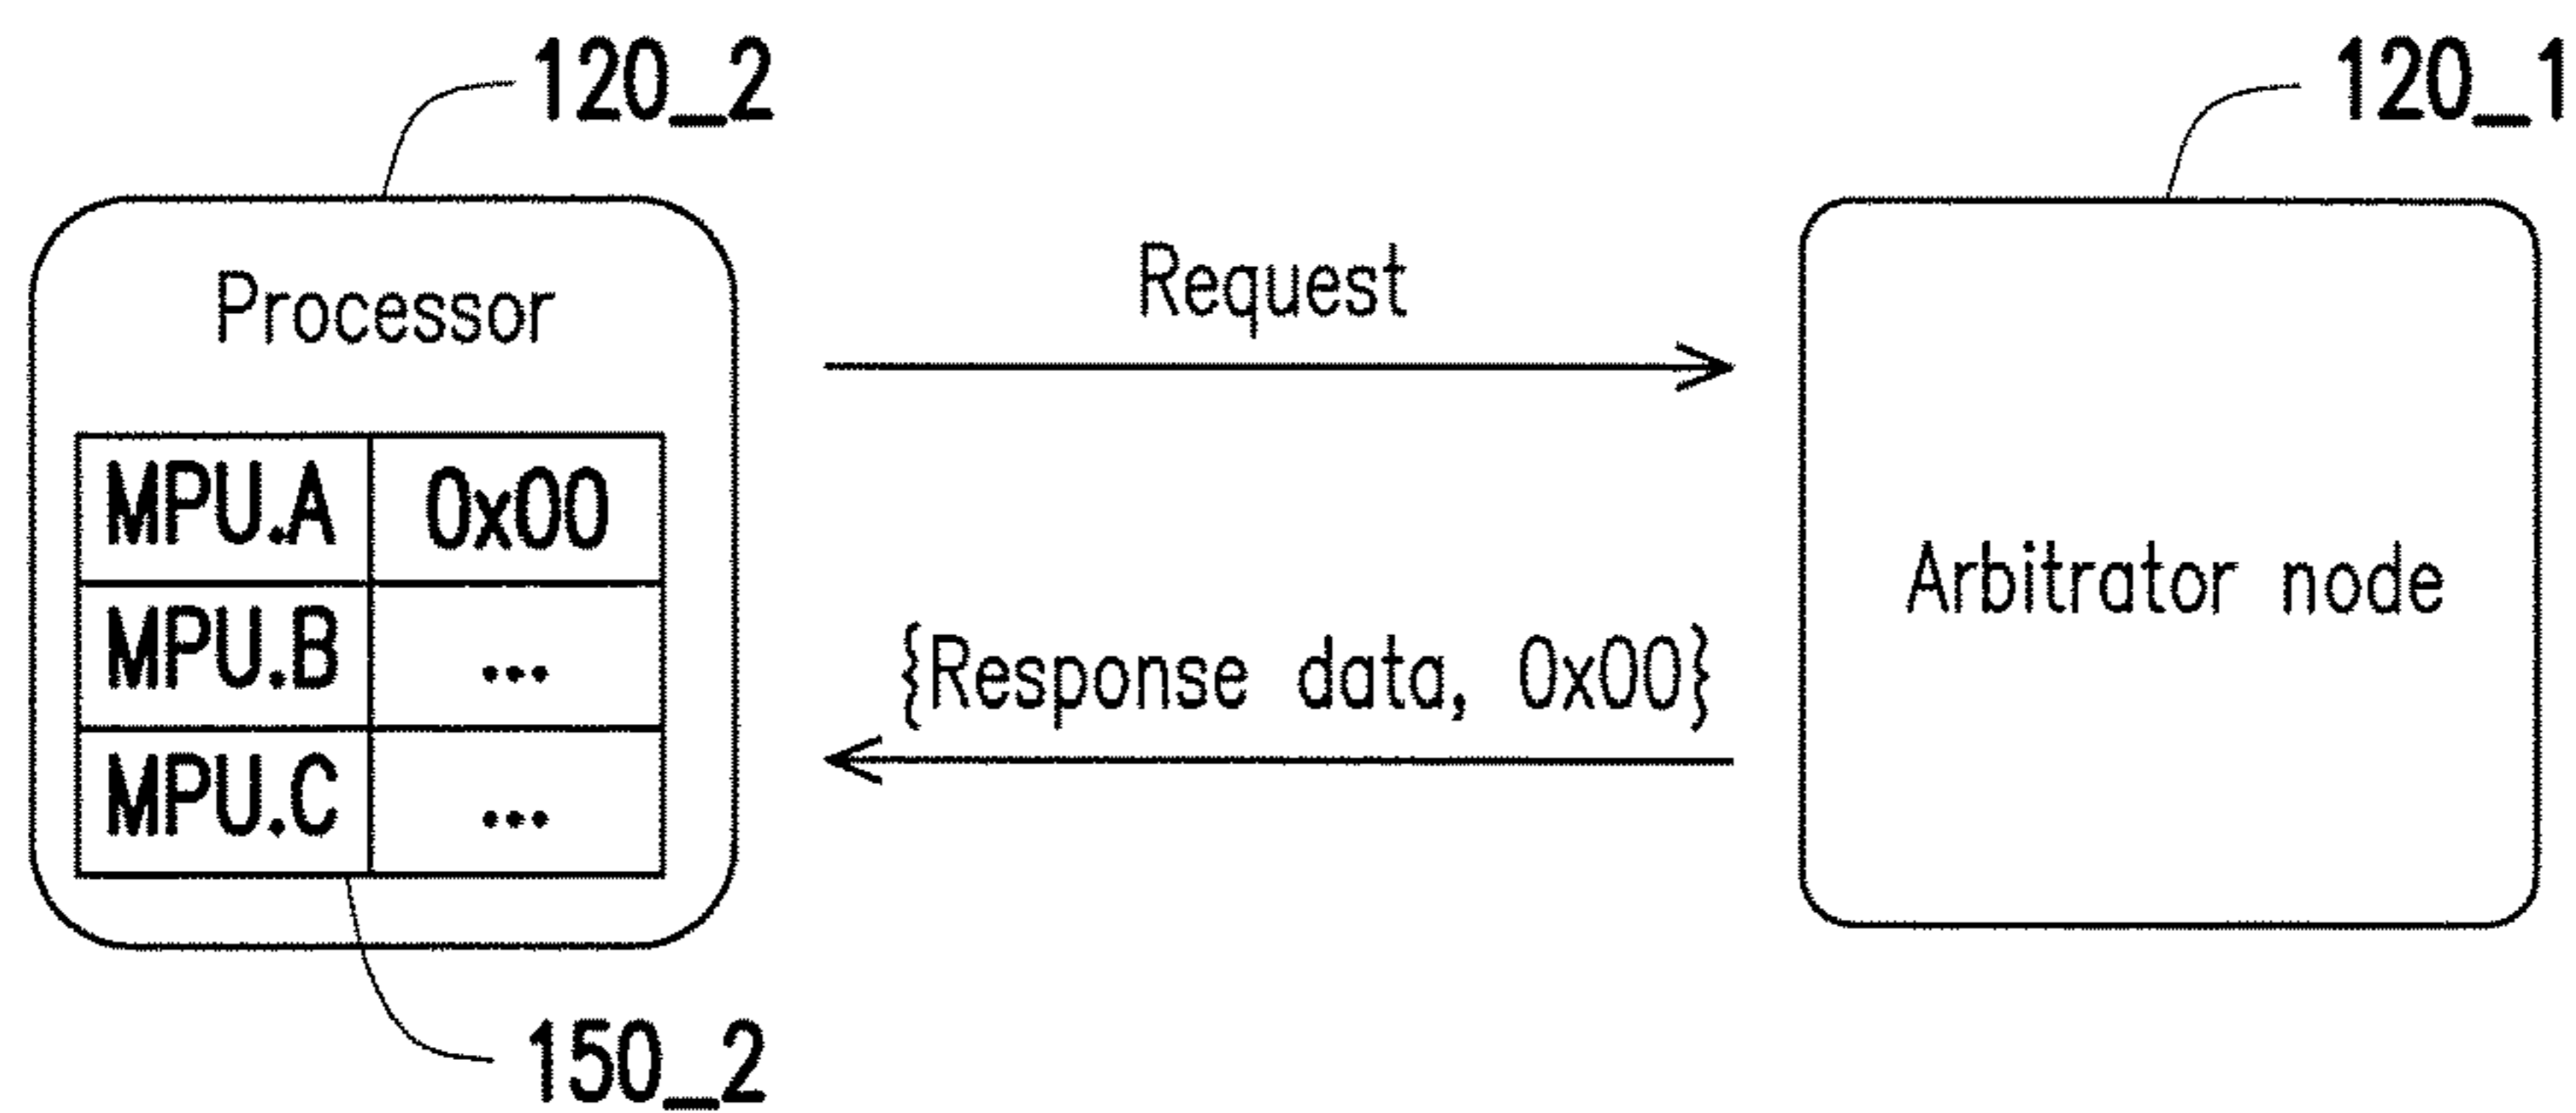 120_2
120_1
Processor
Request
MPU.A 0x00
MPU.B ...
MPU.C ...
Arbitrator node
{Response data, 0x00}
150_2